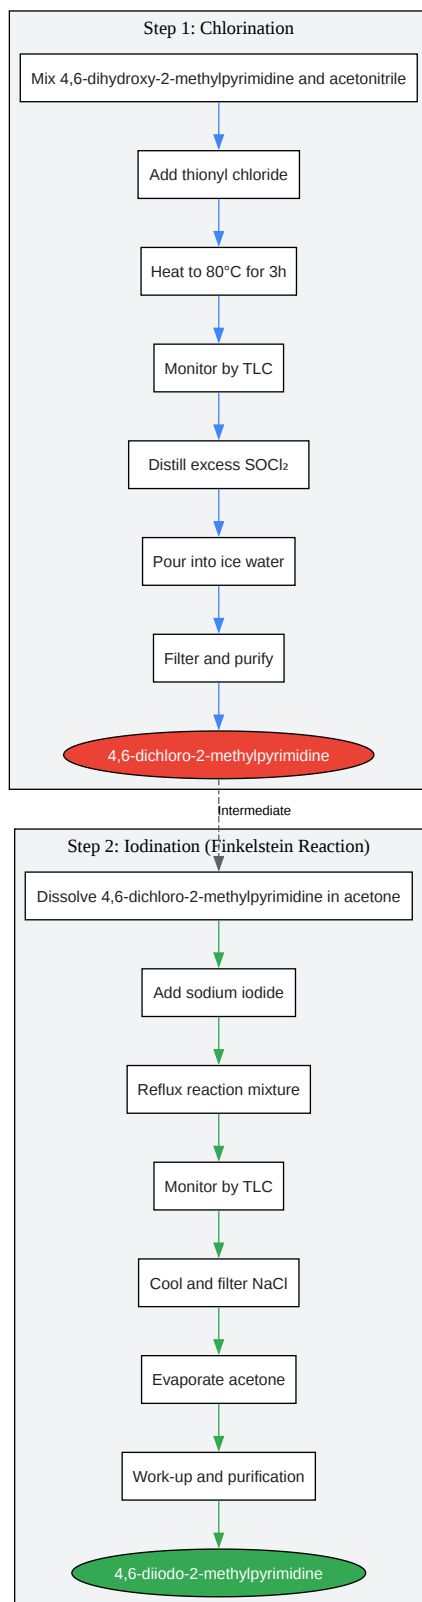 Step 1: Chlorination
Mix 4,6-dihydroxy-2-methylpyrimidine and acetonitrile
Add thionyl chloride
Heat to 80°C for 3h
Monitor by TLC
Distill excess SOCl₂
Pour into ice water
Filter and purify
4,6-dichloro-2-methylpyrimidine
Intermediate
Step 2: Iodination (Finkelstein Reaction)
Dissolve 4,6-dichloro-2-methylpyrimidine in acetone
Add sodium iodide
Reflux reaction mixture
Monitor by TLC
Cool and filter NaCl
Evaporate acetone
Work-up and purification
4,6-diiodo-2-methylpyrimidine